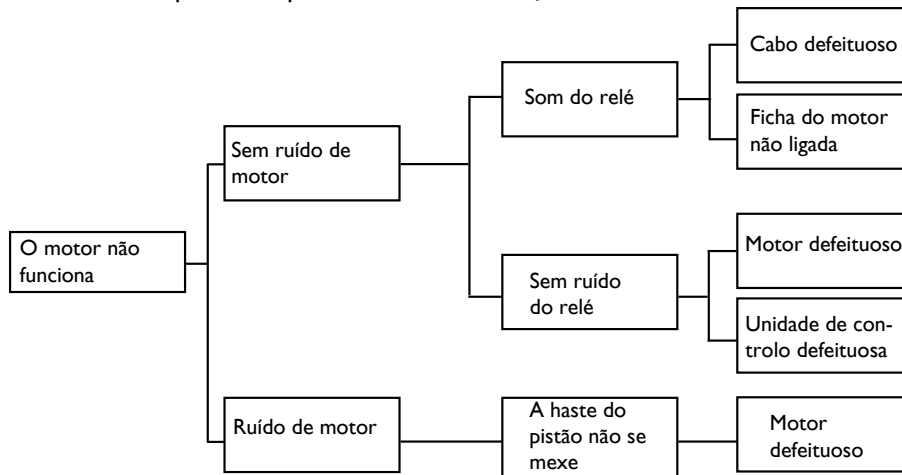 Som do relé
Cabo defeituoso
Ficha do motor
não ligada
Sem ruído de
motor
O motor não
funciona
Sem ruído
do relé
Motor defeituoso
Unidade de con-
trolo defeituosa
Ruído de motor
A haste do
pistão não se
mexe
Motor
defeituoso